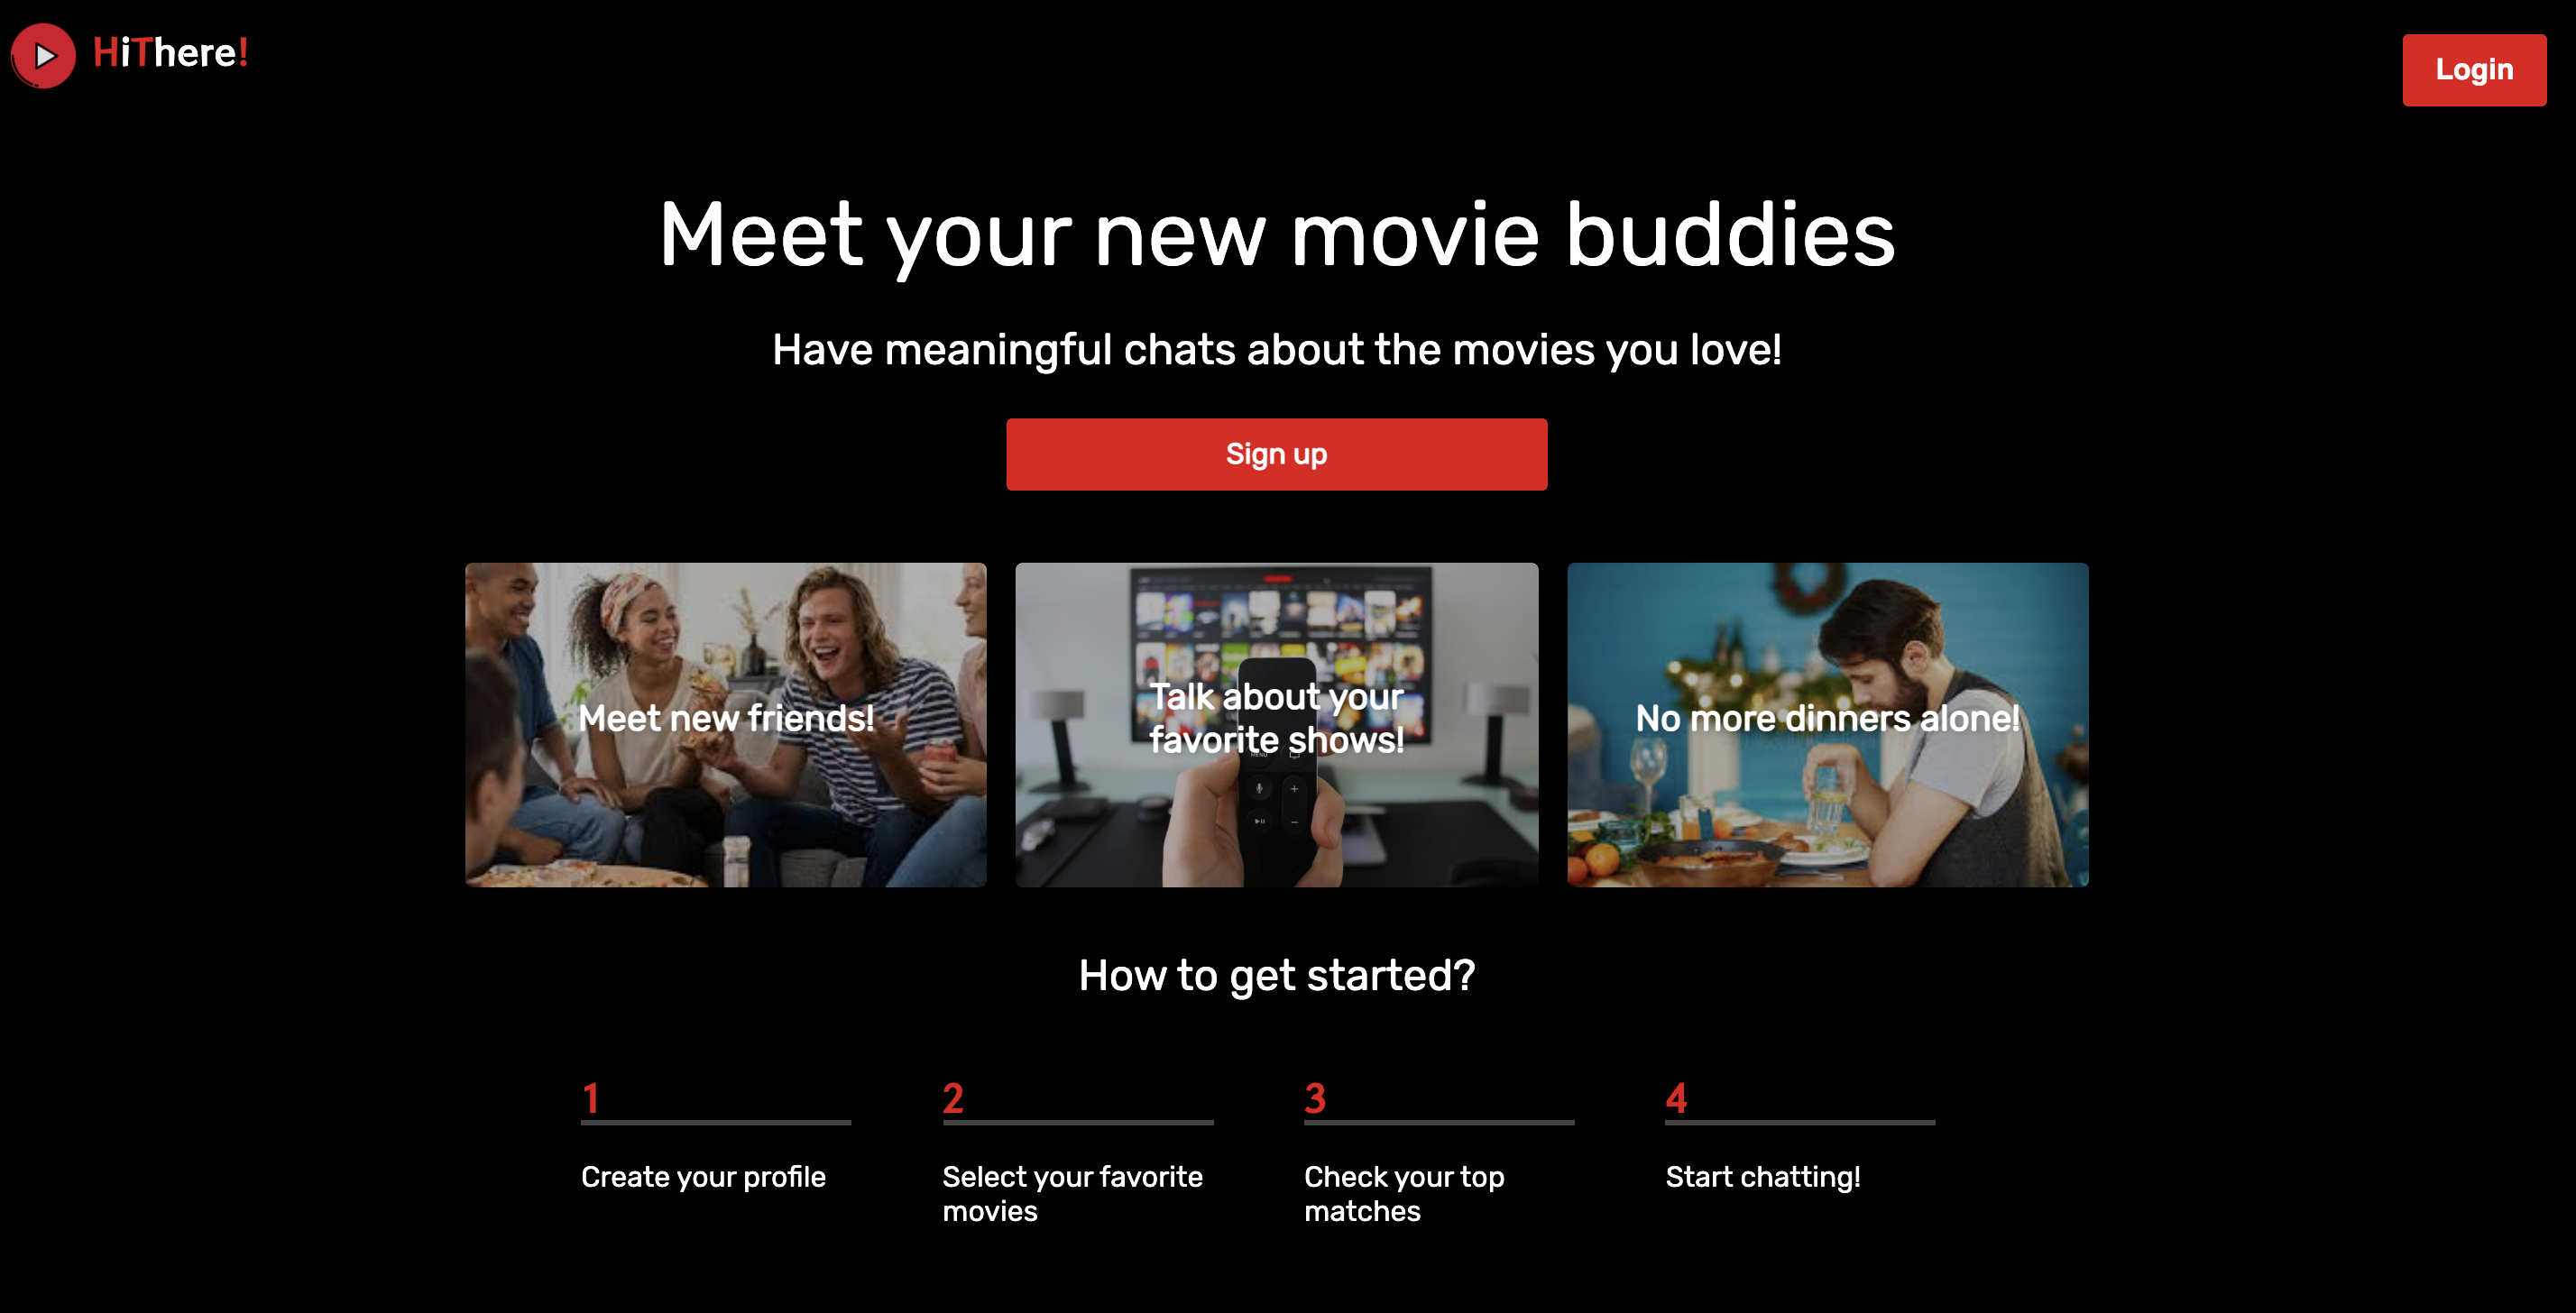 HiThere!
Login
Meet your new movie buddies
Have meaningful chats about the movies you love!
Sign up
Meet new friends!
Talk about your
favorite shows!
MENU
No more dinners alone!
How to get started?
1
Create your profile
2
Select your favorite
movies
3
Check your top
matches
4
Start chatting!